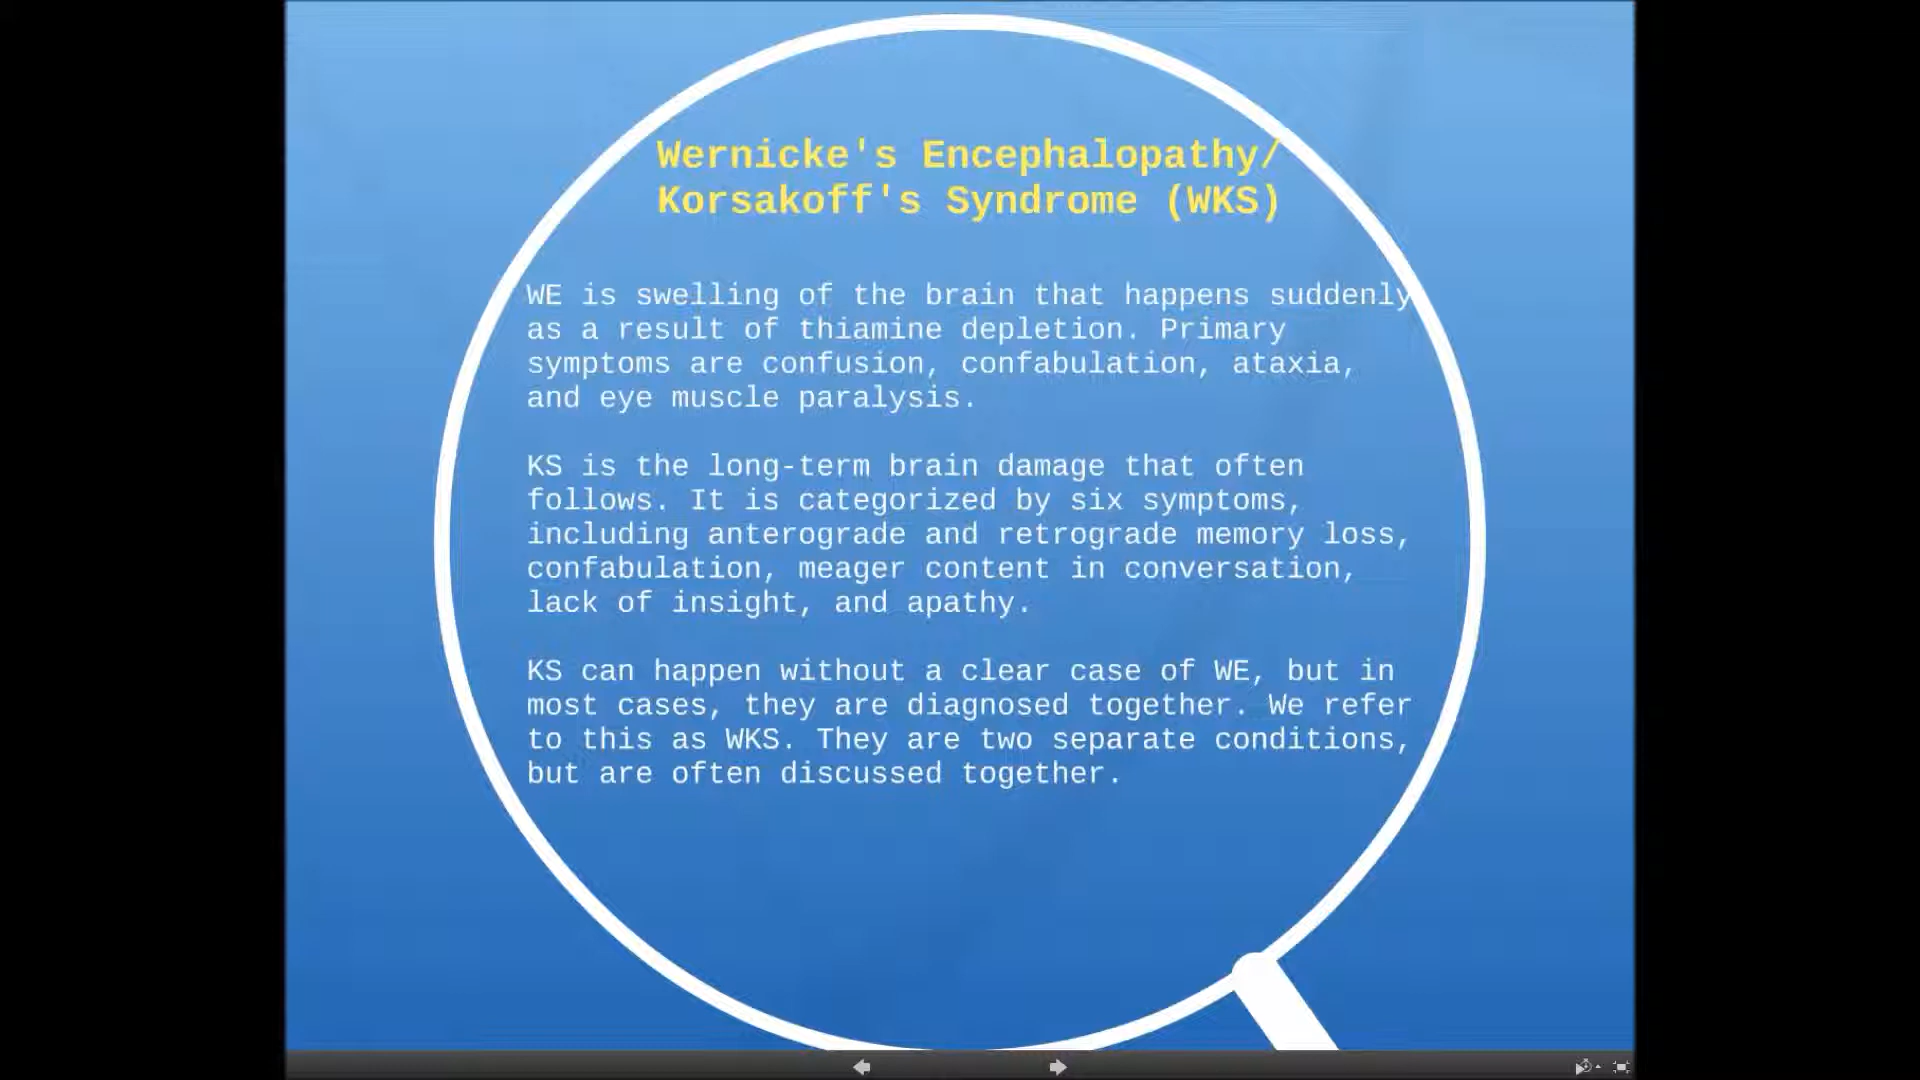 Wernicke's Encephalopathy/
Korsakoff's Syndrome (WKS)
WE is swelling of the brain that happens suddenly
as a result of thiamine depletion. Primary
symptoms are confusion, confabulation, ataxia,
and eye muscle paralysis.
KS is the long-term brain damage that often
follows. It is categorized by six symptoms,
including anterograde and retrograde memory loss,
confabulation, meager content in conversation,
lack of insight, and apathy.
KS can happen without a clear case of WE, but in
most cases, they are diagnosed together. We refer
to this as WKS. They are two separate conditions,
but are often discussed together.